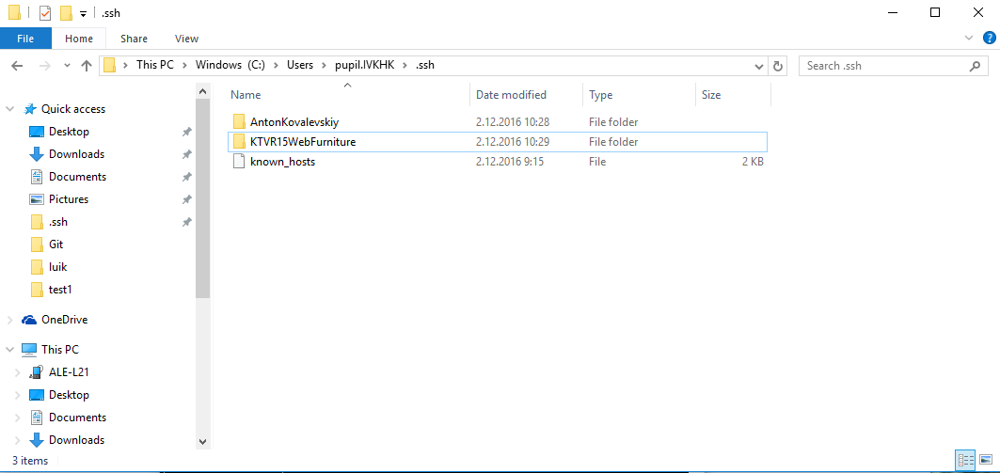 .ssh
File Home Share View
This PC Windows (C:) Users pupil.IVKHK .ssh
Search .ssh
Name Date modified Type Size
AntonKovalevskiy 2.12.2016 10:28 File folder
KTVR15WebFurniture 2.12.2016 10:29 File folder
known_hosts 2.12.2016 9:15 File 2 KB
Quick access
Desktop
Downloads
Documents
Pictures
.ssh
Git
luik
test1
OneDrive
This PC
ALE-L21
Desktop
Documents
Downloads
3 items